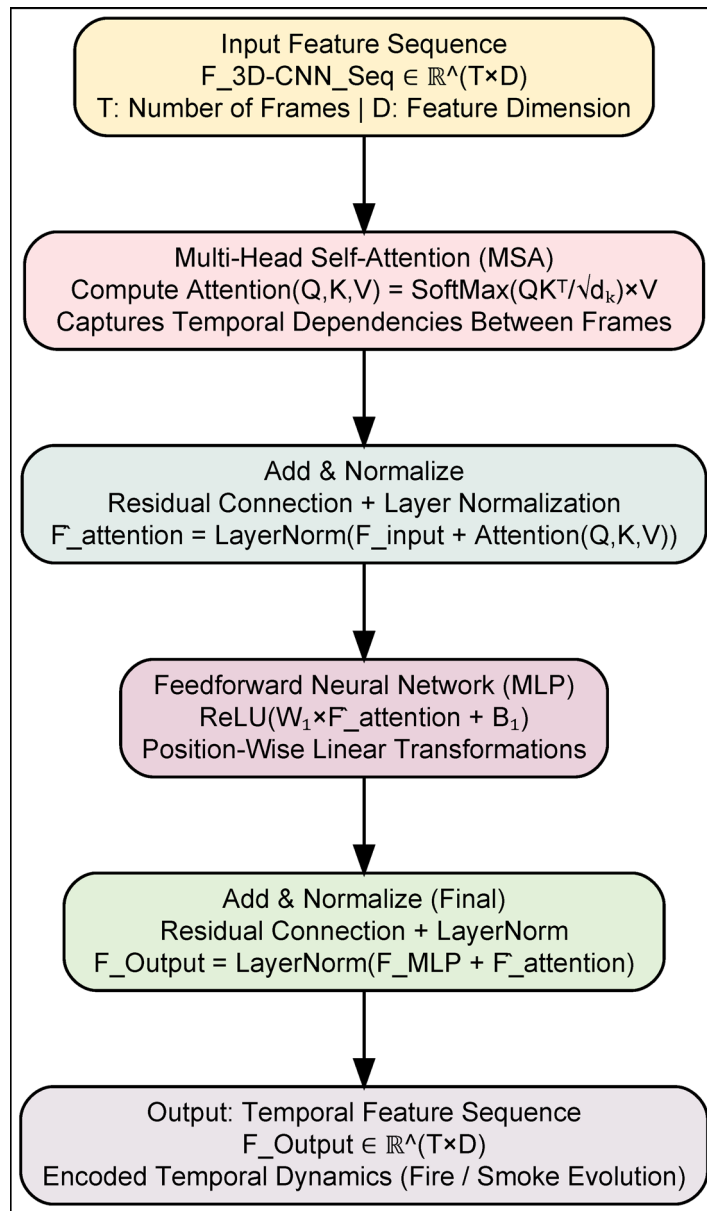 Input Feature Sequence
F_3D-CNN_Seq ∈ ℝ^(T×D)
T: Number of Frames | D: Feature Dimension
Multi-Head Self-Attention (MSA)
Compute Attention(Q,K,V) = SoftMax(QKᵀ/√dₖ)×V
Captures Temporal Dependencies Between Frames
Add & Normalize
Residual Connection + Layer Normalization
F̂_attention = LayerNorm(F_input + Attention(Q,K,V))
Feedforward Neural Network (MLP)
ReLU(W₁×F̂_attention + B₁)
Position-Wise Linear Transformations
Add & Normalize (Final)
Residual Connection + LayerNorm
F_Output = LayerNorm(F_MLP + F̂_attention)
Output: Temporal Feature Sequence
F_Output ∈ ℝ^(T×D)
Encoded Temporal Dynamics (Fire / Smoke Evolution)